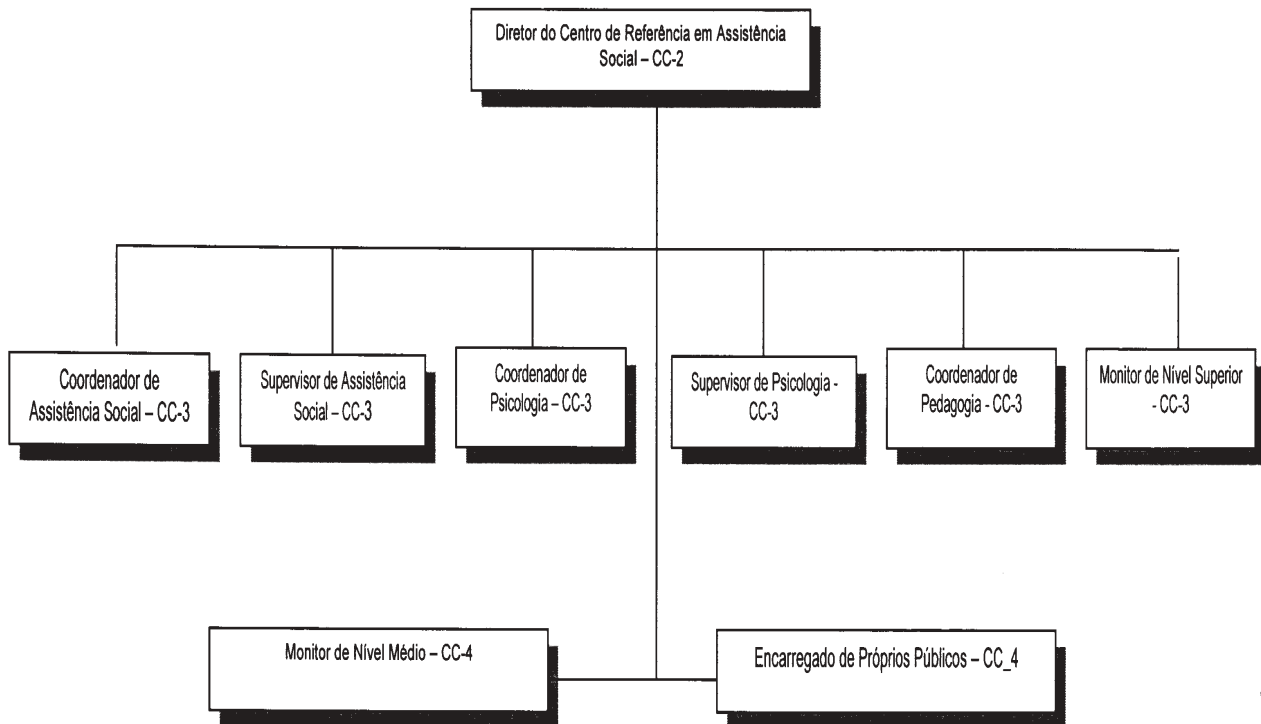 Diretor do Centro de Referência em Assistência
Social – CC-2
Coordenador de
Assistência Social – CC-3
Supervisor de Assistência
Social – CC-3
Coordenador de
Psicologia – CC-3
Supervisor de Psicologia -
CC-3
Coordenador de
Pedagogia - CC-3
Monitor de Nível Superior
- CC-3
Monitor de Nível Médio – CC-4
Encarregado de Próprios Públicos – CC_4